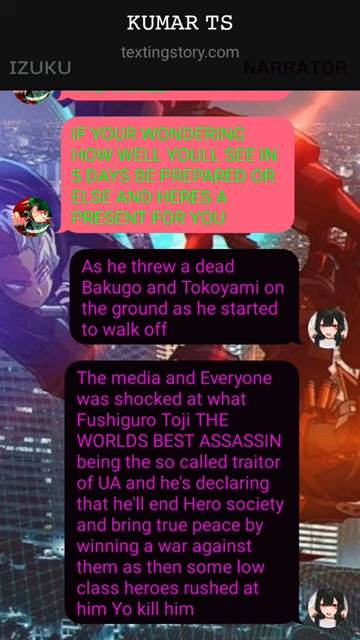 KUMAR TS
textingstory.com
IZUKU
NARRATOR
IF YOUR WONDERING
HOW WELL YOULL SEE IN
5 DAYS BE PREPARED OR
ELSE AND HERES A
PRESENT FOR YOU
As he threw a dead
Bakugo and Tokoyami on
the ground as he started
to walk off
The media and Everyone
was shocked at what
Fushiguro Toji THE
WORLDS BEST ASSASSIN
being the so called traitor
of UA and he's declaring
that he'll end Hero society
and bring true peace by
winning a war against
them as then some low
class heroes rushed at
him Yo kill him